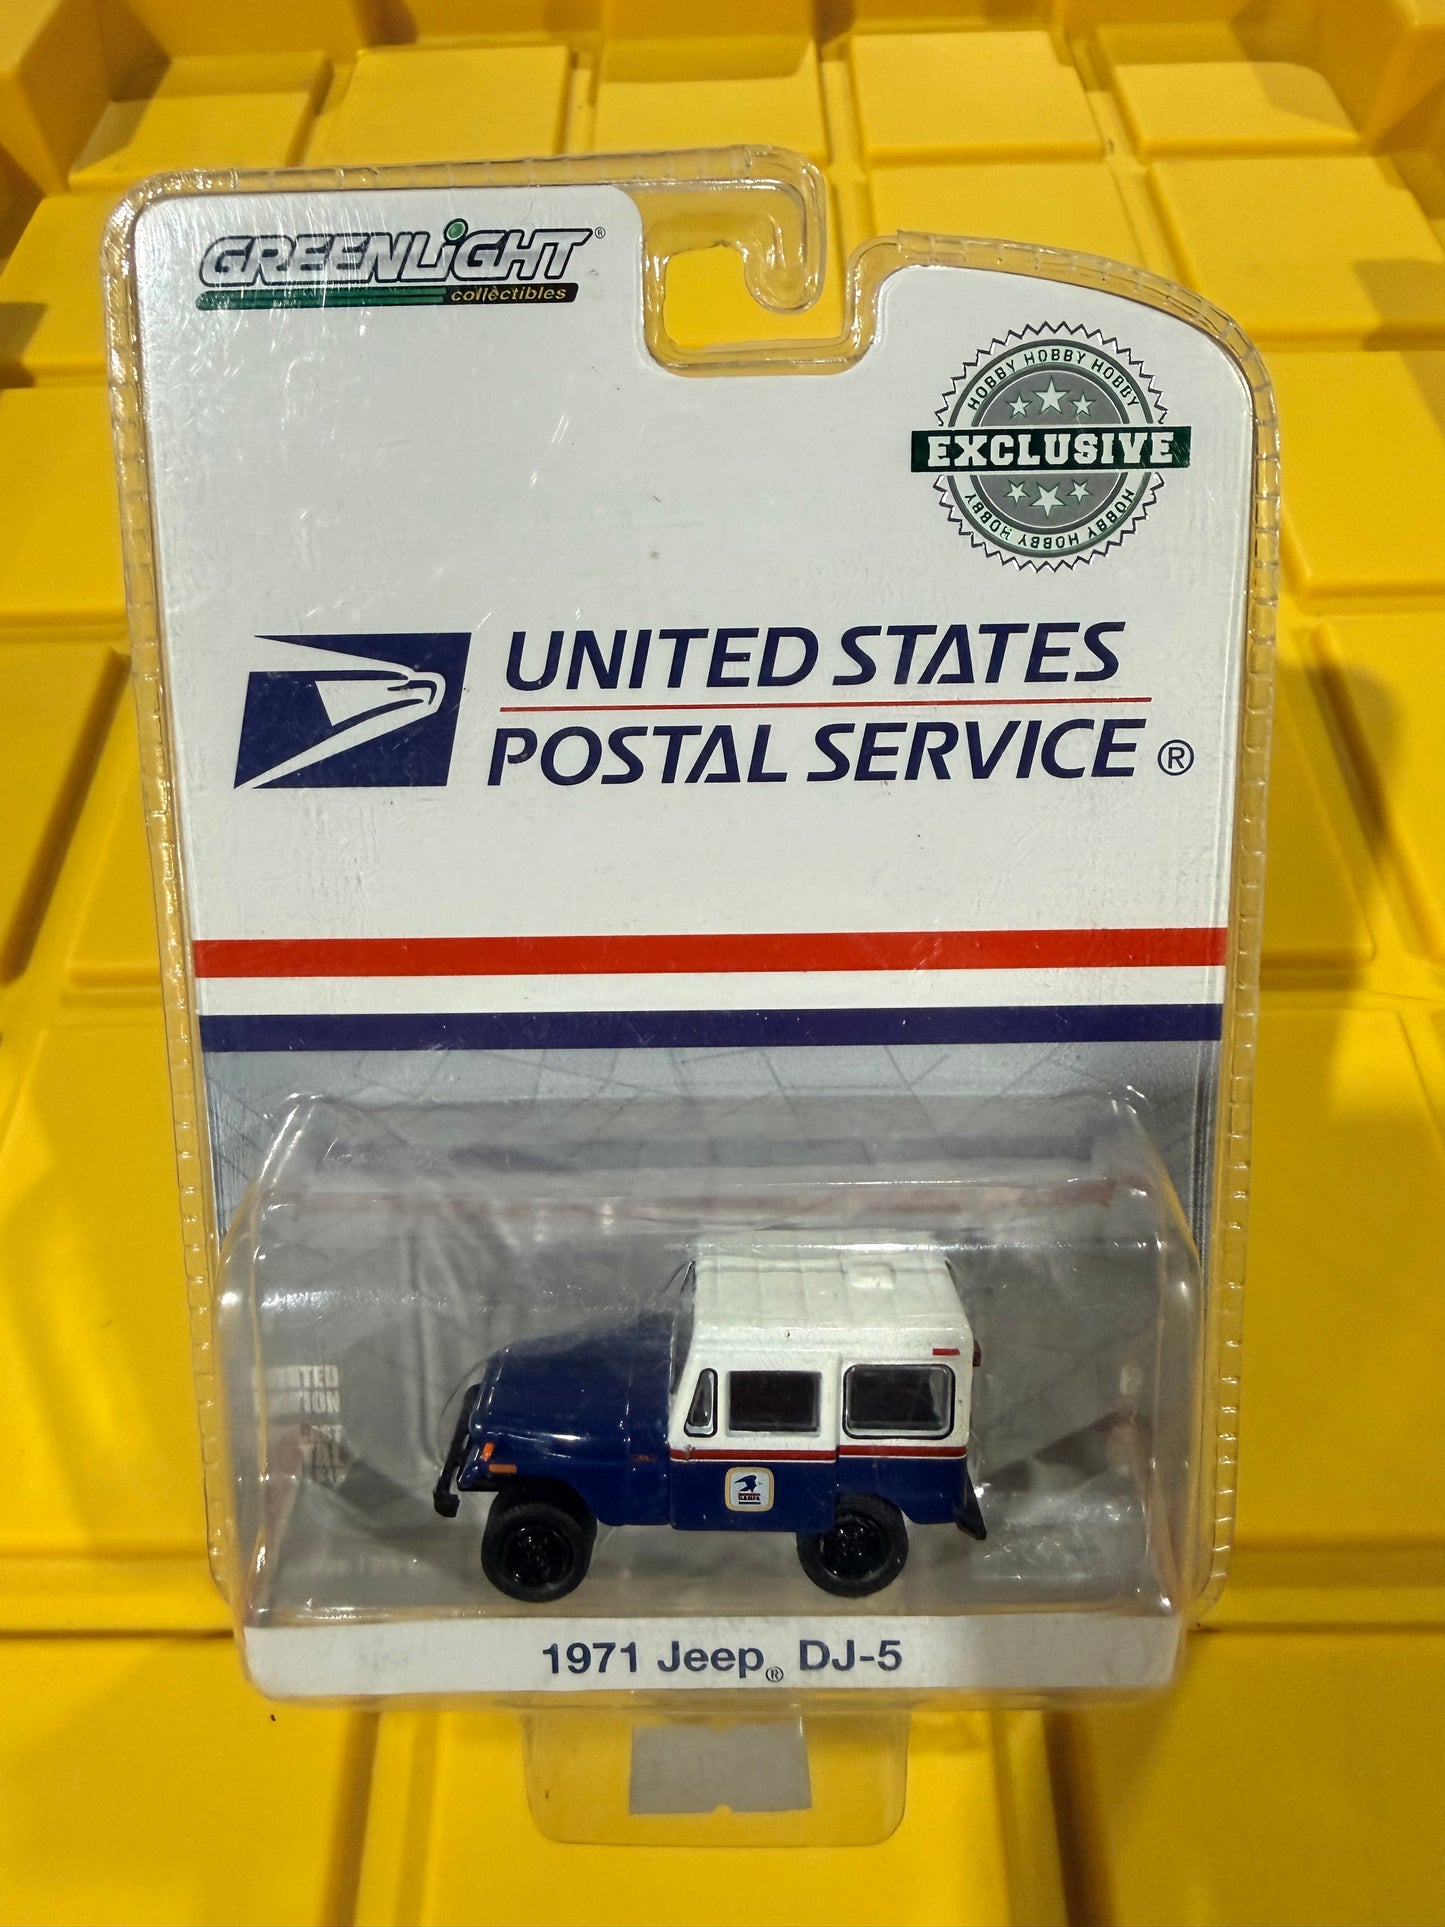 GREENLiGHT®
collectibles
HOBBY HOBBY HOBBY
EXCLUSIVE
HOBBY HOBBY HOBBY
UNITED STATES
POSTAL SERVICE®
1971 Jeep® DJ-5